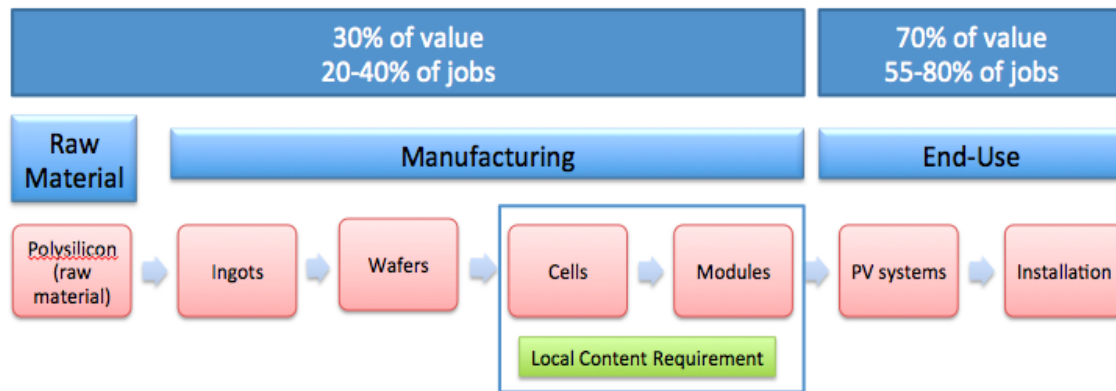 30% of value
20-40% of jobs
70% of value
55-80% of jobs
Raw
Material
Manufacturing
End-Use
Polysilicon
(raw
material)
Ingots
Wafers
Cells
Modules
PV systems
Installation
Local Content Requirement